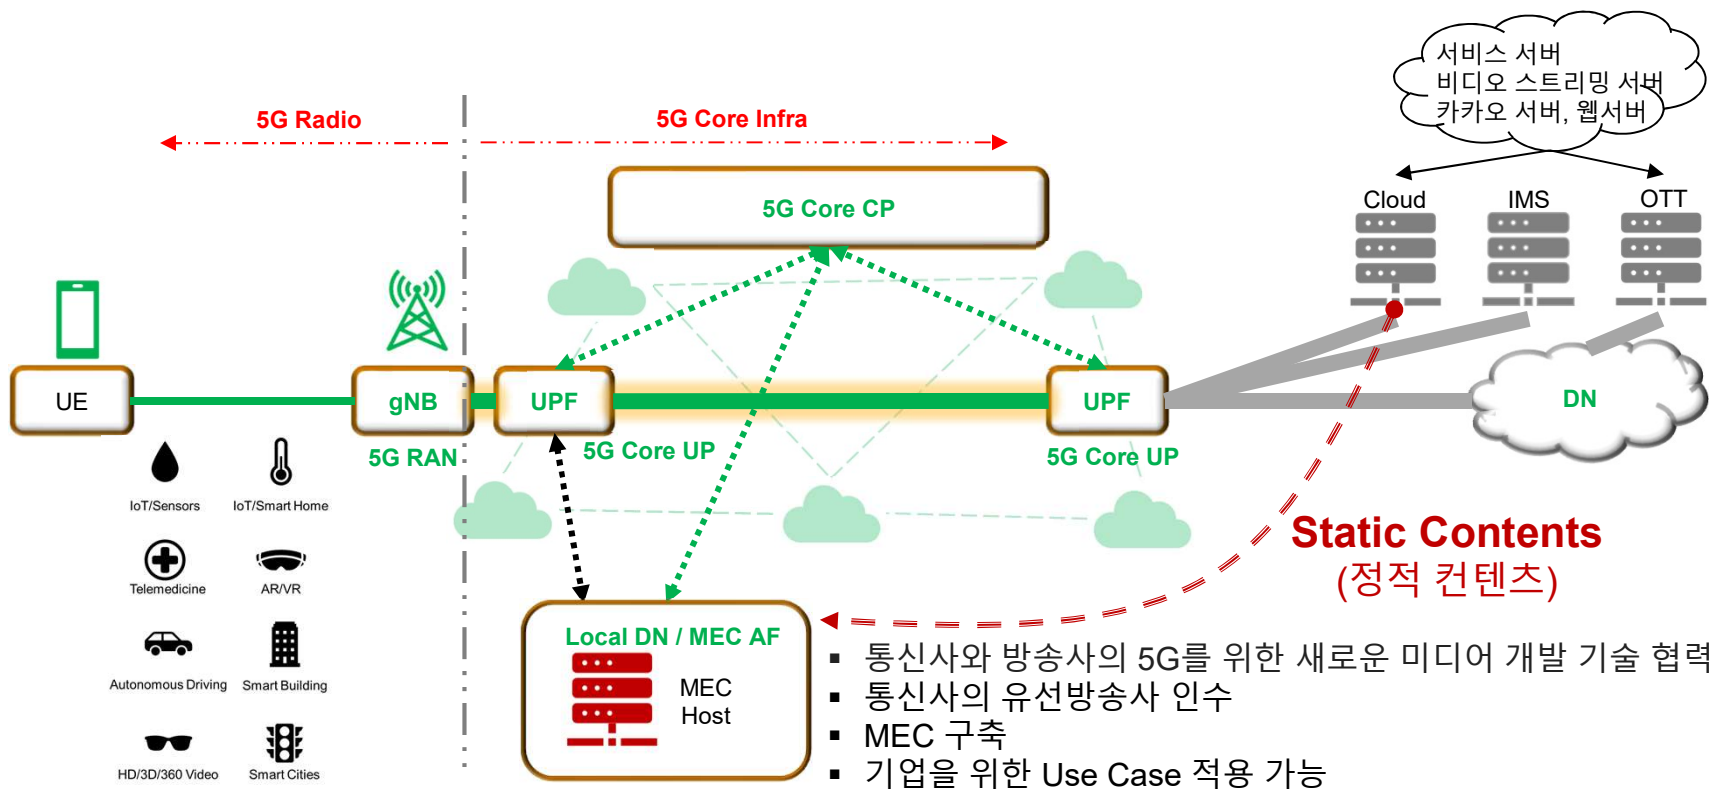 서비스 서버
비디오 스트리밍 서버
카카오 서버, 웹서버
5G Radio
5G Core Infra
5G Core CP
Cloud
IMS
OTT
UE
gNB
UPF
UPF
DN
5G RAN
5G Core UP
5G Core UP
IoT/Sensors
IoT/Smart Home
Telemedicine
AR/VR
Autonomous Driving
Smart Building
HD/3D/360 Video
Smart Cities
Static Contents
(정적 컨텐츠)
Local DN / MEC AF
MEC
Host
▪ 통신사와 방송사의 5G를 위한 새로운 미디어 개발 기술 협력
▪ 통신사의 유선방송사 인수
▪ MEC 구축
▪ 기업을 위한 Use Case 적용 가능